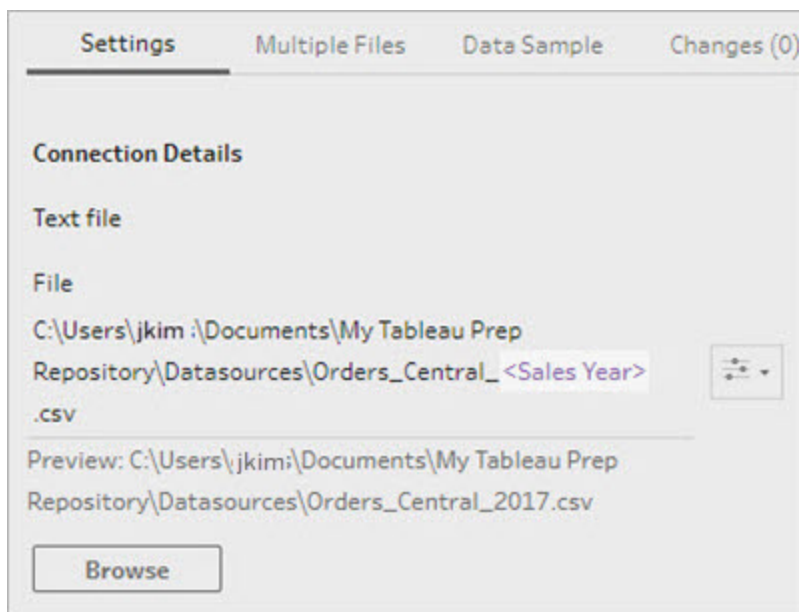 Settings Multiple Files Data Sample Changes (0)
Connection Details
Text file
File
C:\Users\jkim :\Documents\My Tableau Prep
Repository\Datasources\Orders_Central_<Sales Year>
.csv
Preview: C:\Users\jkim;\Documents\My Tableau Prep
Repository\Datasources\Orders_Central_2017.csv
Browse